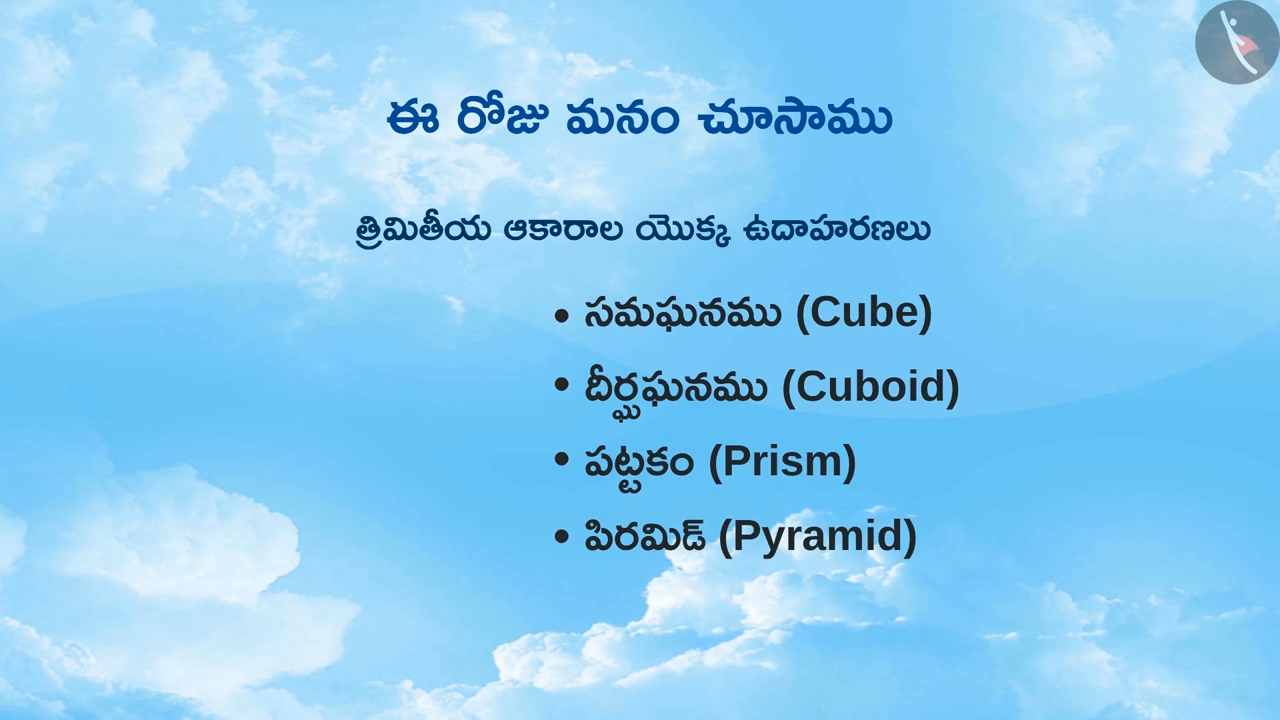 ఈ రోజు మనం చూసాము
త్రిమితీయ ఆకారాల యొక్క ఉదాహరణలు
• సమఘనము (Cube)
• దీర్ఘఘనము (Cuboid)
• పట్టకం (Prism)
• పిరమిడ్ (Pyramid)